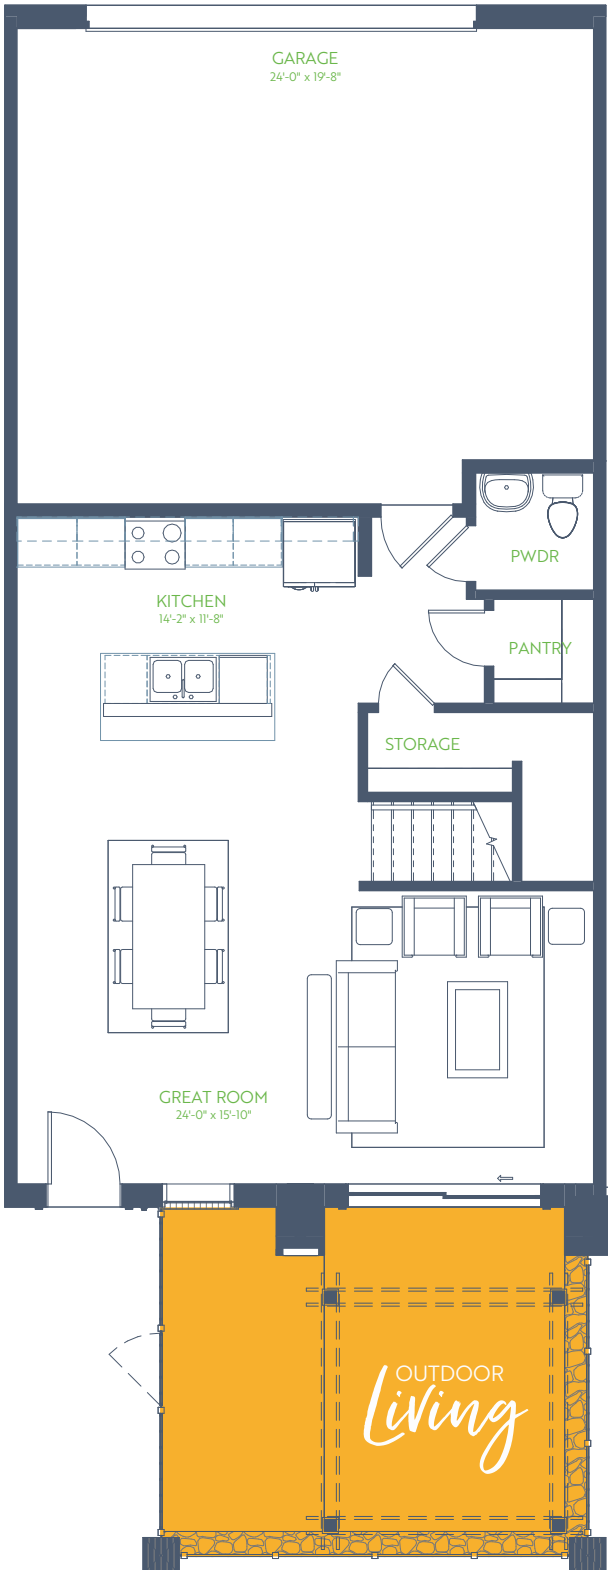 GARAGE
24'-0" x 19'-8"
PWDR
KITCHEN
14'-2" x 11'-8"
PANTRY
STORAGE
GREAT ROOM
24'-0" x 15'-10"
OUTDOOR
Living